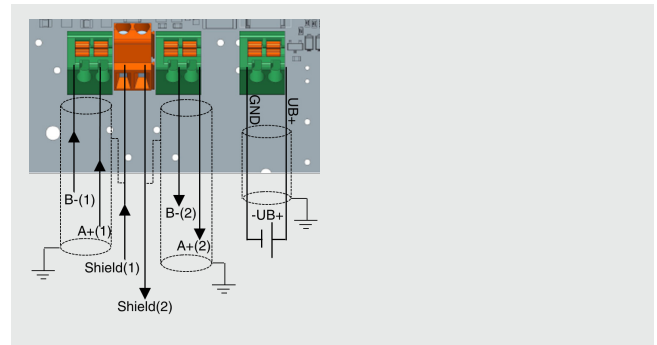 GND
UB+
B-(1)
A+(1)
B-(2)
A+(2)
-UB+
Shield(1)
Shield(2)